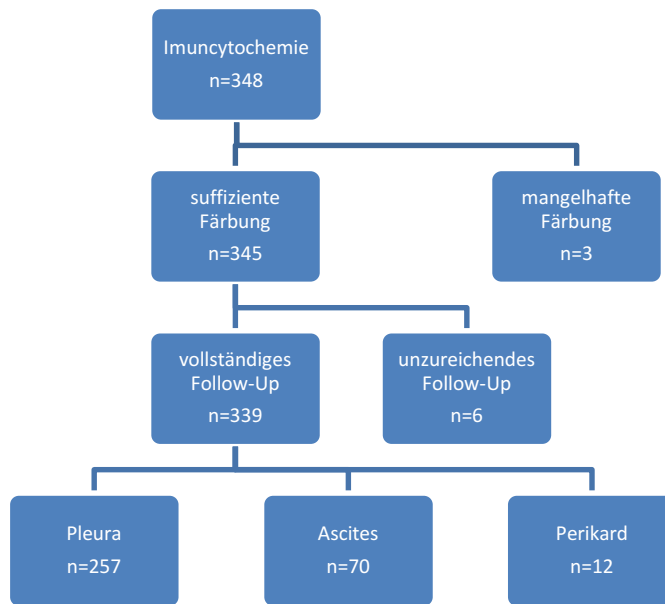 Imuncytochemie
n=348
suffiziente
Färbung
n=345
mangelhafte
Färbung
n=3
vollständiges
Follow-Up
n=339
unzureichendes
Follow-Up
n=6
Pleura
n=257
Ascites
n=70
Perikard
n=12